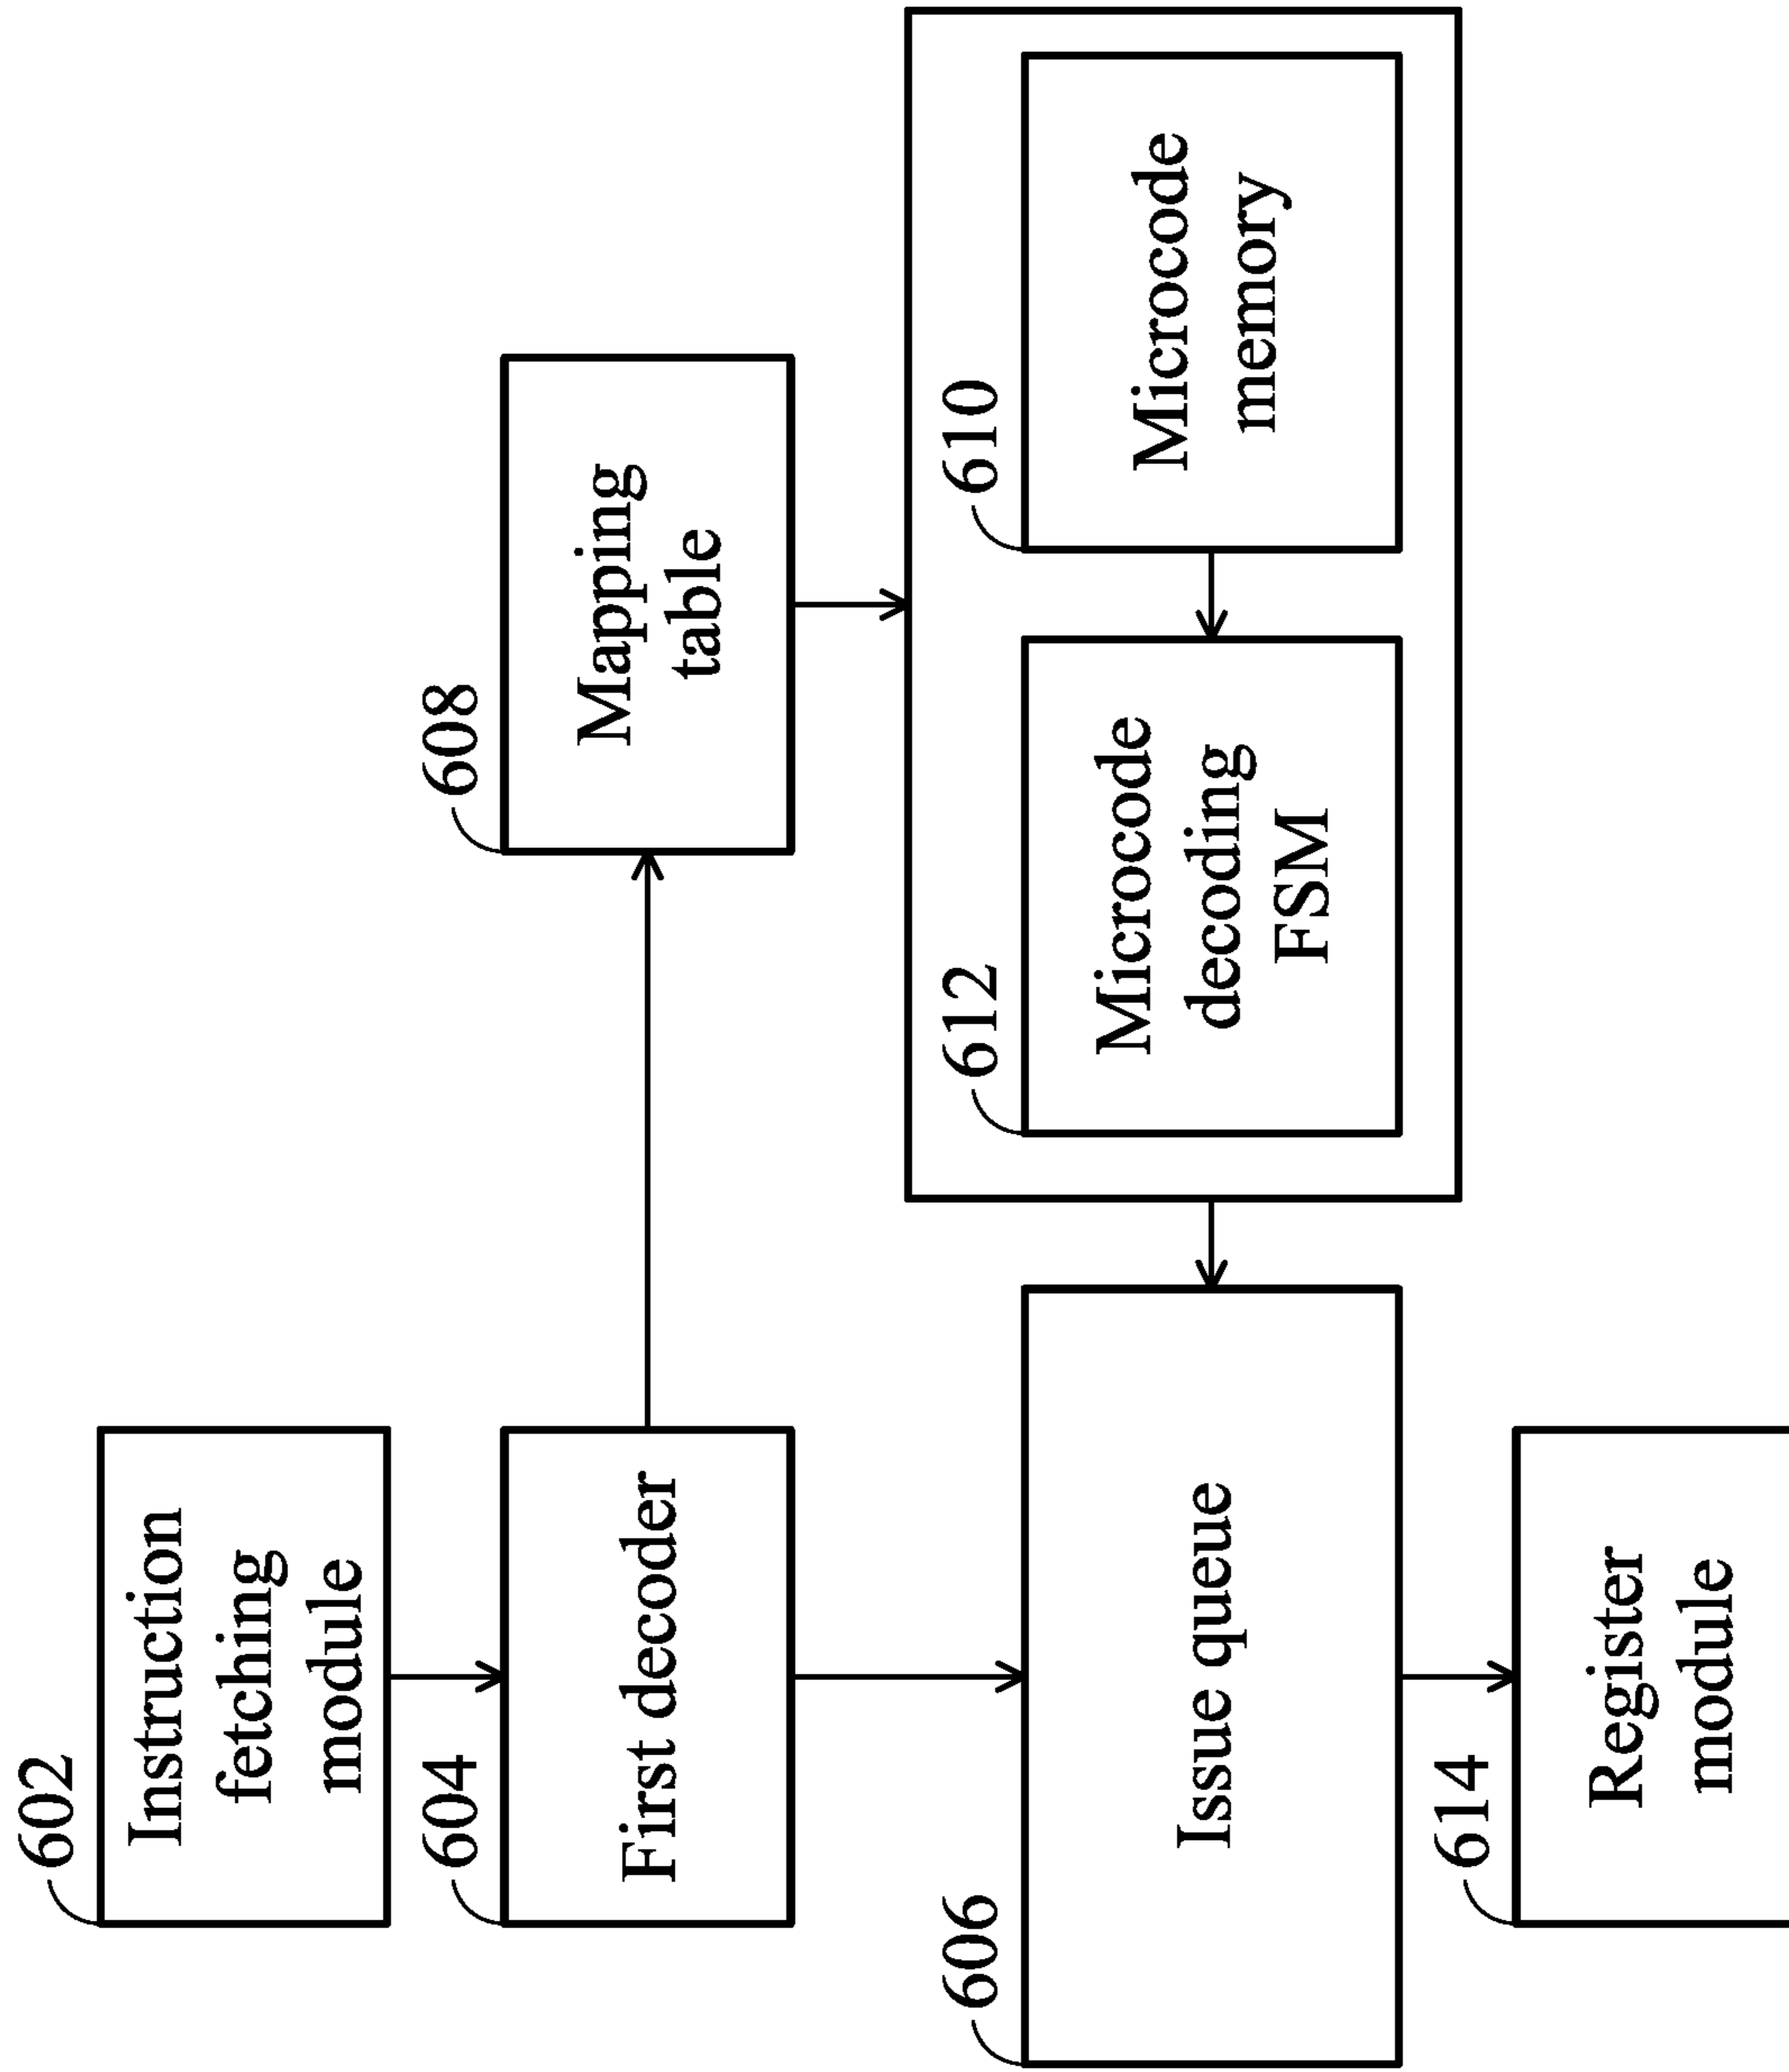 602
Instruction
fetching
module
604
First decoder
608
Mapping
table
606
Issue queue
612
Microcode
decoding
FSM
610
Microcode
memory
614
Register
module